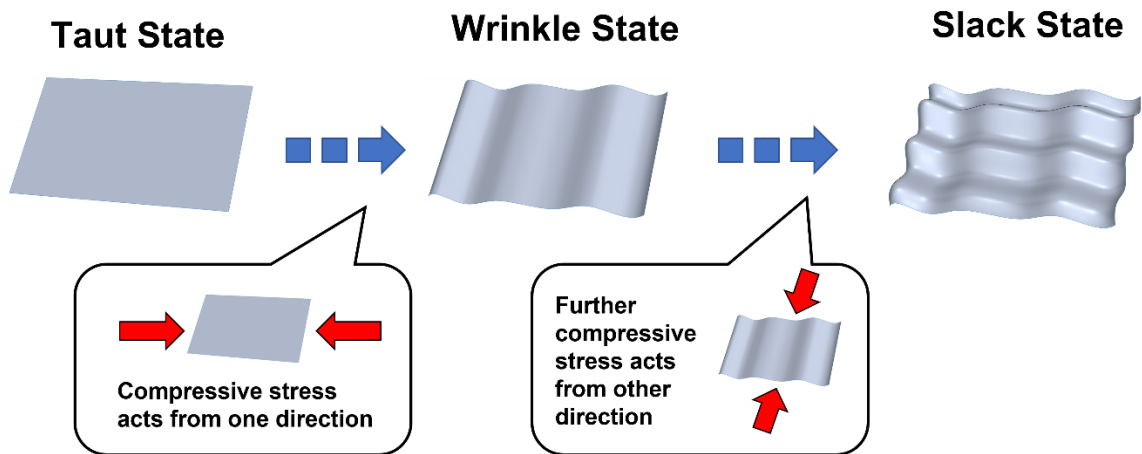 Taut State
Wrinkle State
Slack State
Compressive stress
acts from one direction
Further
compressive
stress acts
from other
direction